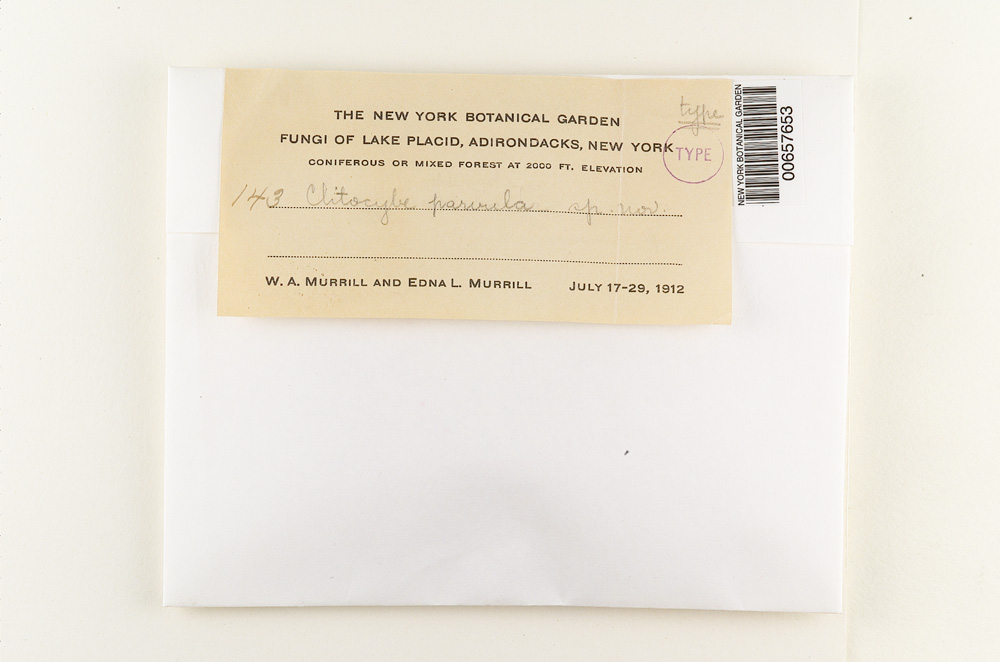 type
THE NEW YORK BOTANICAL GARDEN
FUNGI OF LAKE PLACID, ADIRONDACKS, NEW YORK
TYPE
CONIFEROUS OR MIXED FOREST AT 2000 FT. ELEVATION
143 Clitocybe parvula sp. nov.
W. A. MURRILL AND EDNA L. MURRILL JULY 17-29, 1912
NEW YORK BOTANICAL GARDEN
00657653